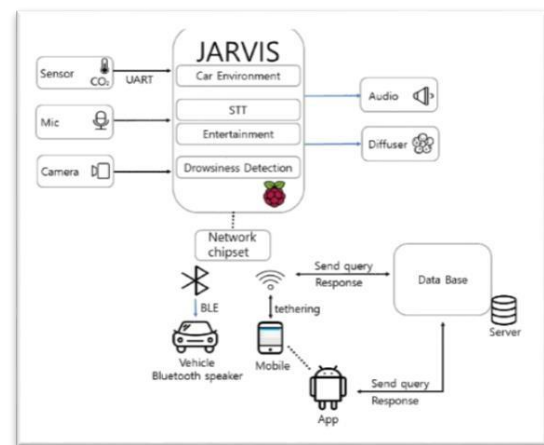 JARVIS
Sensor
CO₂
UART
Car Environment
Mic
STT
Entertainment
Camera
Drowsiness Detection
Audio
Diffuser
Network
chipset
BLE
Vehicle
Bluetooth speaker
tethering
Mobile
Send query
Response
Data Base
Server
App
Send query
Response